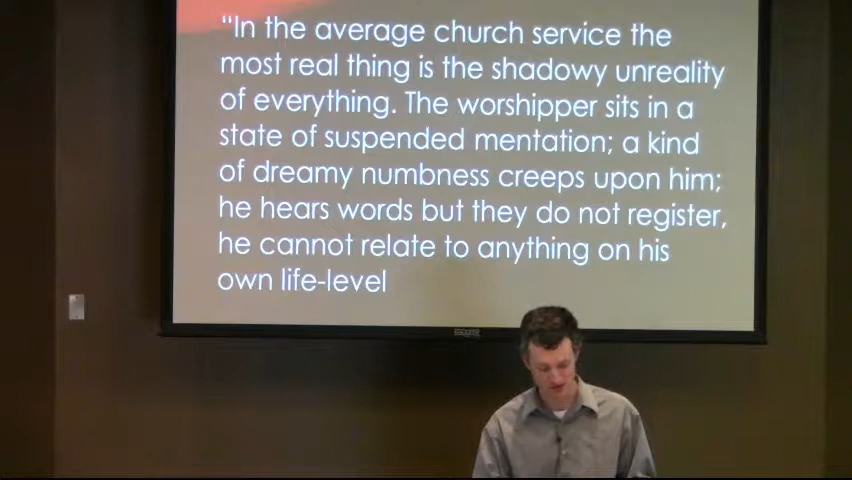 “In the average church service the
most real thing is the shadowy unreality
of everything. The worshipper sits in a
state of suspended mentation; a kind
of dreamy numbness creeps upon him;
he hears words but they do not register,
he cannot relate to anything on his
own life-level